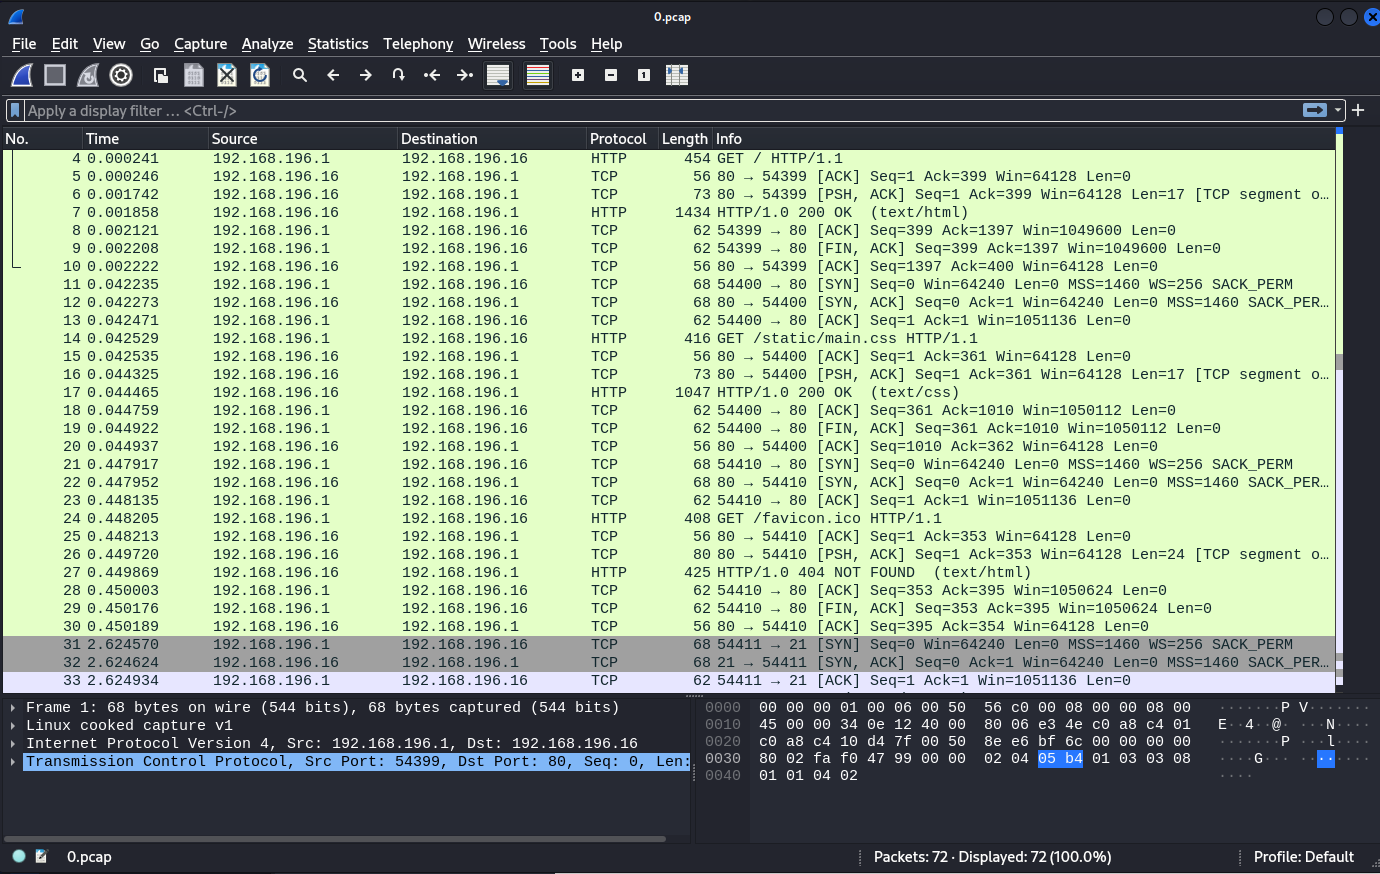 0.pcap
File Edit View Go Capture Analyze Statistics Telephony Wireless Tools Help
Apply a display filter … <Ctrl-/>
No. Time Source Destination Protocol Length Info
4 0.000241 192.168.196.1 192.168.196.16 HTTP 454 GET / HTTP/1.1
5 0.000246 192.168.196.16 192.168.196.1 TCP 56 80 → 54399 [ACK] Seq=1 Ack=399 Win=64128 Len=0
6 0.001742 192.168.196.16 192.168.196.1 TCP 73 80 → 54399 [PSH, ACK] Seq=1 Ack=399 Win=64128 Len=17 [TCP segment o…
7 0.001858 192.168.196.16 192.168.196.1 HTTP 1434 HTTP/1.0 200 OK (text/html)
8 0.002121 192.168.196.1 192.168.196.16 TCP 62 54399 → 80 [ACK] Seq=399 Ack=1397 Win=1049600 Len=0
9 0.002208 192.168.196.1 192.168.196.16 TCP 62 54399 → 80 [FIN, ACK] Seq=399 Ack=1397 Win=1049600 Len=0
10 0.002222 192.168.196.16 192.168.196.1 TCP 56 80 → 54399 [ACK] Seq=1397 Ack=400 Win=64128 Len=0
11 0.042235 192.168.196.1 192.168.196.16 TCP 68 54400 → 80 [SYN] Seq=0 Win=64240 Len=0 MSS=1460 WS=256 SACK_PERM
12 0.042273 192.168.196.16 192.168.196.1 TCP 68 80 → 54400 [SYN, ACK] Seq=0 Ack=1 Win=64240 Len=0 MSS=1460 SACK_PER…
13 0.042471 192.168.196.1 192.168.196.16 TCP 62 54400 → 80 [ACK] Seq=1 Ack=1 Win=1051136 Len=0
14 0.042529 192.168.196.1 192.168.196.16 HTTP 416 GET /static/main.css HTTP/1.1
15 0.042535 192.168.196.16 192.168.196.1 TCP 56 80 → 54400 [ACK] Seq=1 Ack=361 Win=64128 Len=0
16 0.044325 192.168.196.16 192.168.196.1 TCP 73 80 → 54400 [PSH, ACK] Seq=1 Ack=361 Win=64128 Len=17 [TCP segment o…
17 0.044465 192.168.196.16 192.168.196.1 HTTP 1047 HTTP/1.0 200 OK (text/css)
18 0.044759 192.168.196.1 192.168.196.16 TCP 62 54400 → 80 [ACK] Seq=361 Ack=1010 Win=1050112 Len=0
19 0.044922 192.168.196.1 192.168.196.16 TCP 62 54400 → 80 [FIN, ACK] Seq=361 Ack=1010 Win=1050112 Len=0
20 0.044937 192.168.196.16 192.168.196.1 TCP 56 80 → 54400 [ACK] Seq=1010 Ack=362 Win=64128 Len=0
21 0.447917 192.168.196.1 192.168.196.16 TCP 68 54410 → 80 [SYN] Seq=0 Win=64240 Len=0 MSS=1460 WS=256 SACK_PERM
22 0.447952 192.168.196.16 192.168.196.1 TCP 68 80 → 54410 [SYN, ACK] Seq=0 Ack=1 Win=64240 Len=0 MSS=1460 SACK_PER…
23 0.448135 192.168.196.1 192.168.196.16 TCP 62 54410 → 80 [ACK] Seq=1 Ack=1 Win=1051136 Len=0
24 0.448205 192.168.196.1 192.168.196.16 HTTP 408 GET /favicon.ico HTTP/1.1
25 0.448213 192.168.196.16 192.168.196.1 TCP 56 80 → 54410 [ACK] Seq=1 Ack=353 Win=64128 Len=0
26 0.449720 192.168.196.16 192.168.196.1 TCP 80 80 → 54410 [PSH, ACK] Seq=1 Ack=353 Win=64128 Len=24 [TCP segment o…
27 0.449869 192.168.196.16 192.168.196.1 HTTP 425 HTTP/1.0 404 NOT FOUND (text/html)
28 0.450003 192.168.196.1 192.168.196.16 TCP 62 54410 → 80 [ACK] Seq=353 Ack=395 Win=1050624 Len=0
29 0.450176 192.168.196.1 192.168.196.16 TCP 62 54410 → 80 [FIN, ACK] Seq=353 Ack=395 Win=1050624 Len=0
30 0.450189 192.168.196.16 192.168.196.1 TCP 56 80 → 54410 [ACK] Seq=395 Ack=354 Win=64128 Len=0
31 2.624570 192.168.196.1 192.168.196.16 TCP 68 54411 → 21 [SYN] Seq=0 Win=64240 Len=0 MSS=1460 WS=256 SACK_PERM
32 2.624624 192.168.196.16 192.168.196.1 TCP 68 21 → 54411 [SYN, ACK] Seq=0 Ack=1 Win=64240 Len=0 MSS=1460 SACK_PER…
33 2.624934 192.168.196.1 192.168.196.16 TCP 62 54411 → 21 [ACK] Seq=1 Ack=1 Win=1051136 Len=0
Frame 1: 68 bytes on wire (544 bits), 68 bytes captured (544 bits)
Linux cooked capture v1
Internet Protocol Version 4, Src: 192.168.196.1, Dst: 192.168.196.16
Transmission Control Protocol, Src Port: 54399, Dst Port: 80, Seq: 0, Len:
0000 00 00 00 01 00 06 00 50 56 c0 00 08 00 00 08 00 ·······P V·······
0010 45 00 00 34 0e 12 40 00 80 06 e3 4e c0 a8 c4 01 E··4··@· ···N····
0020 c0 a8 c4 10 d4 7f 00 50 8e e6 bf 6c 00 00 00 00 ·······P ···l····
0030 80 02 fa f0 47 99 00 00 02 04 05 b4 01 03 03 08 ····G··· ········
0040 01 01 04 02 ····
0.pcap
Packets: 72 · Displayed: 72 (100.0%)
Profile: Default